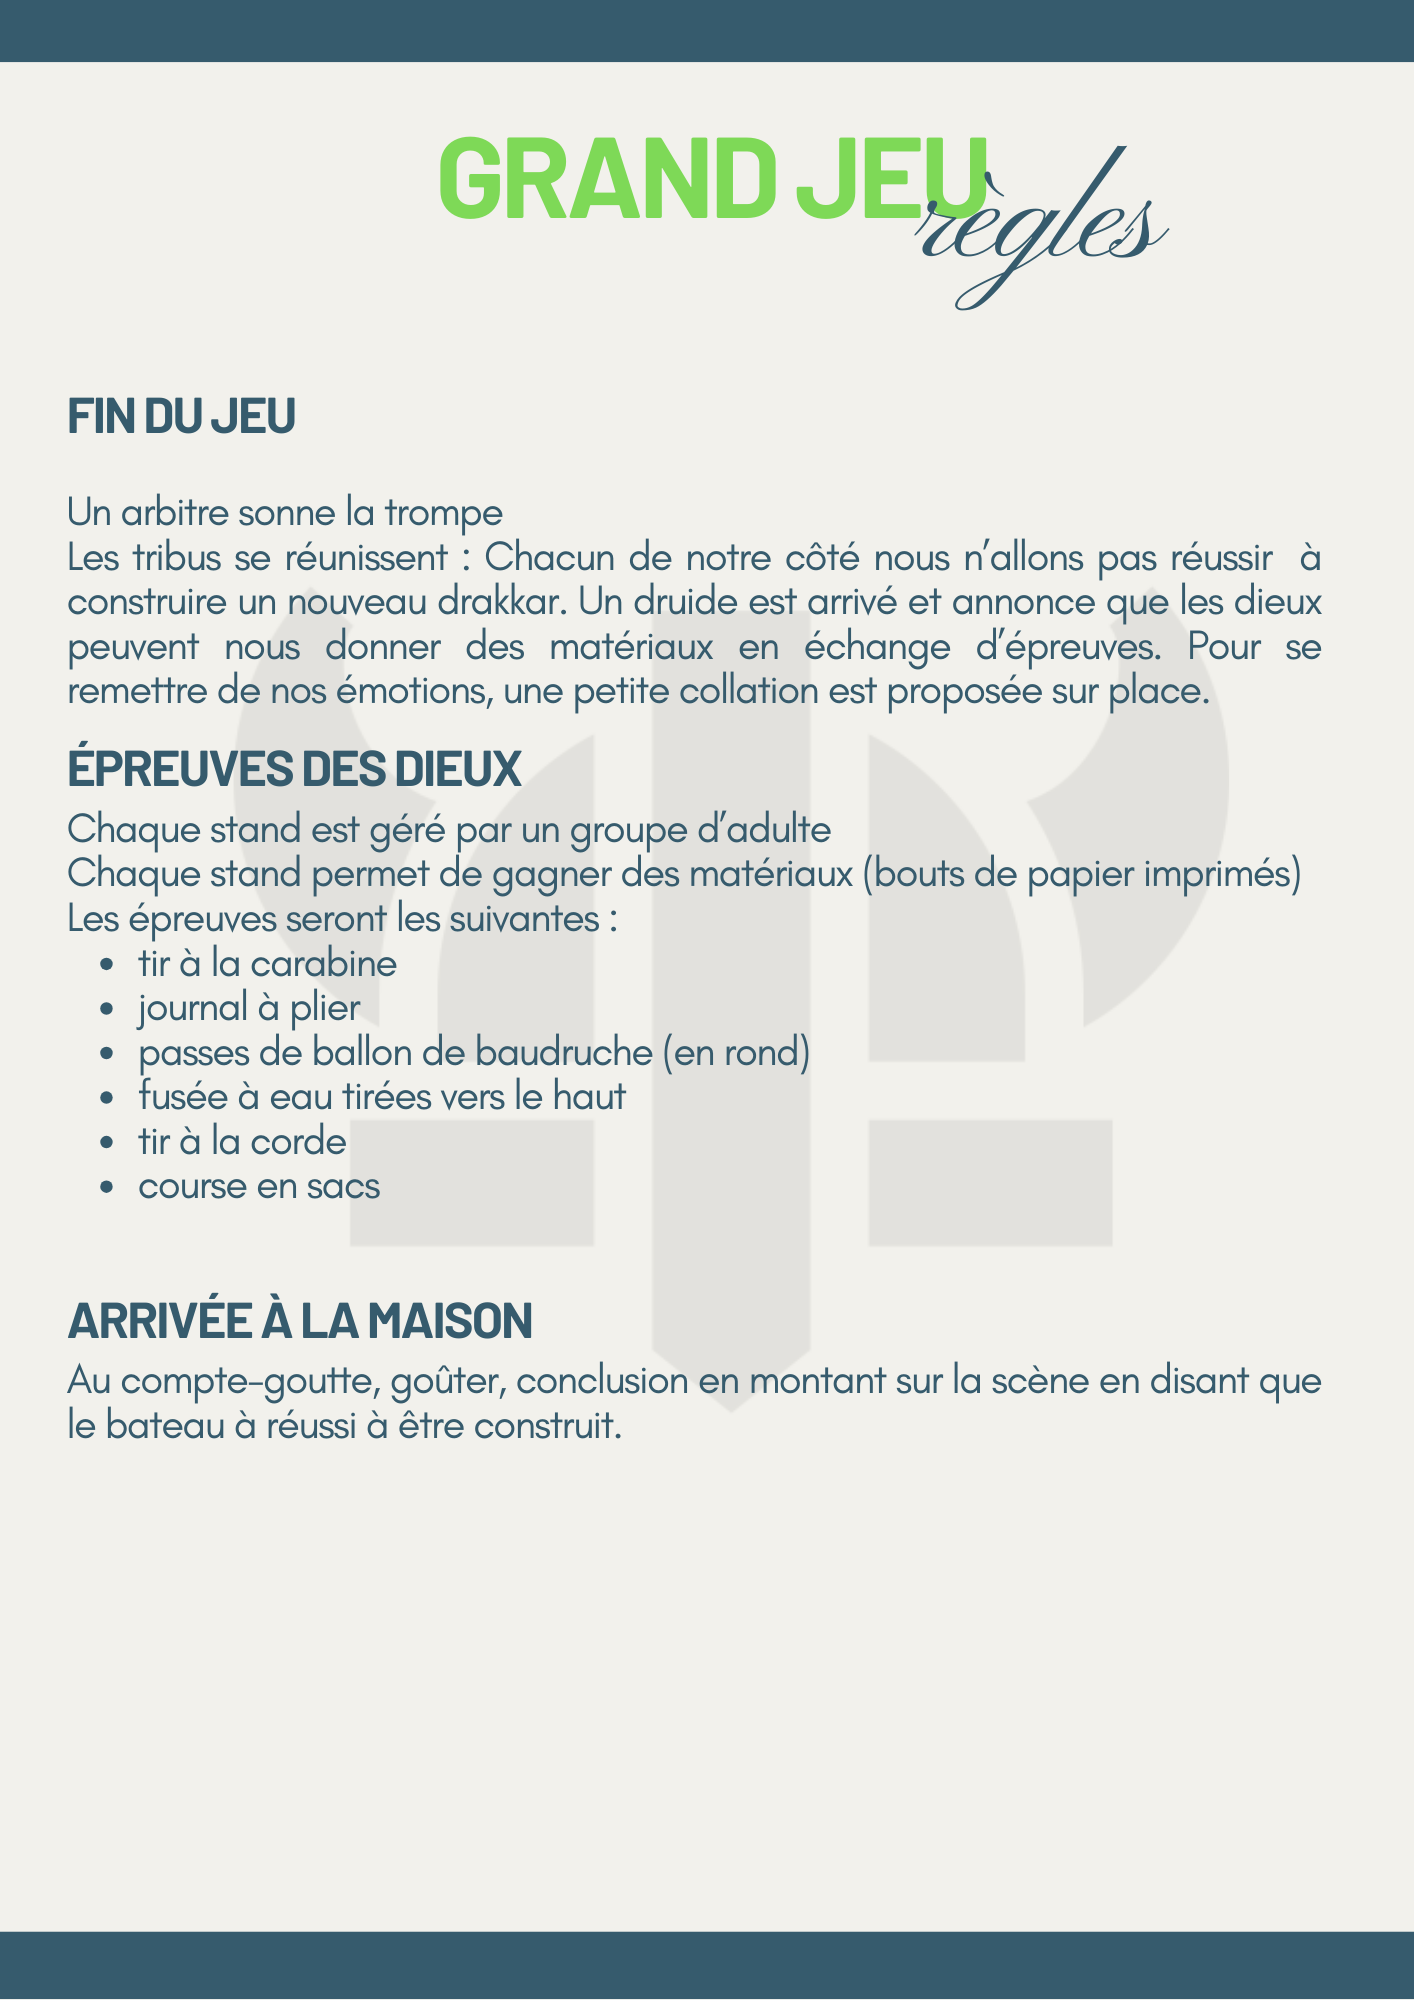 GRAND JEU
règles
FIN DU JEU
Un arbitre sonne la trompe
Les tribus se réunissent : Chacun de notre côté nous n’allons pas réussir à
construire un nouveau drakkar. Un druide est arrivé et annonce que les dieux
peuvent nous donner des matériaux en échange d’épreuves. Pour se
remettre de nos émotions, une petite collation est proposée sur place.
ÉPREUVES DES DIEUX
Chaque stand est géré par un groupe d’adulte
Chaque stand permet de gagner des matériaux (bouts de papier imprimés)
Les épreuves seront les suivantes :
• tir à la carabine
• journal à plier
• passes de ballon de baudruche (en rond)
• fusée à eau tirées vers le haut
• tir à la corde
• course en sacs
ARRIVÉE À LA MAISON
Au compte-goutte, goûter, conclusion en montant sur la scène en disant que
le bateau à réussi à être construit.